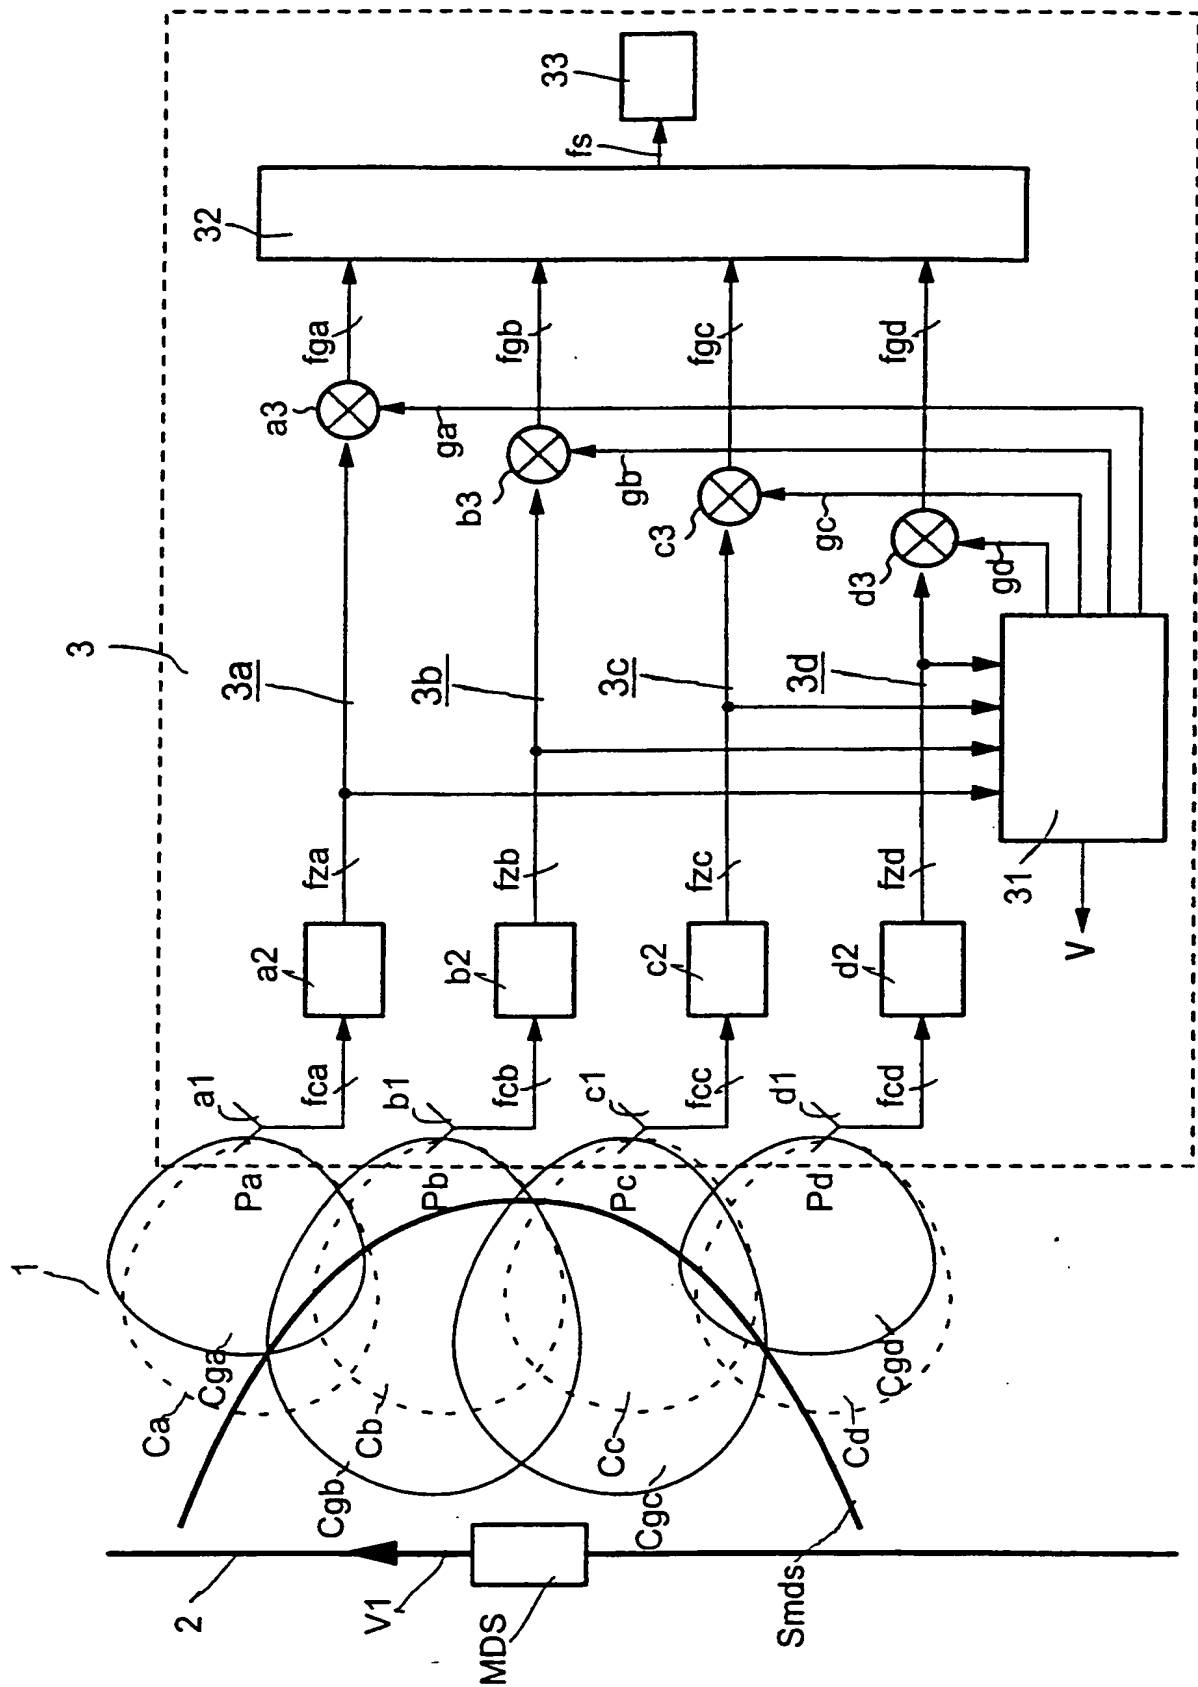 3
1
2
V1
MDS
Smds
Ca
Cga
Cgb
Cb
Cc
Cgc
Cd
Cgd
Pa
Pb
Pc
Pd
a1
b1
c1
d1
fca
fcb
fcc
fcd
a2
b2
c2
d2
fza
fzb
fzc
fzd
3a
3b
3c
3d
31
V
a3
b3
c3
d3
ga
gb
gc
gd
fga
fgb
fgc
fgd
32
fs
33